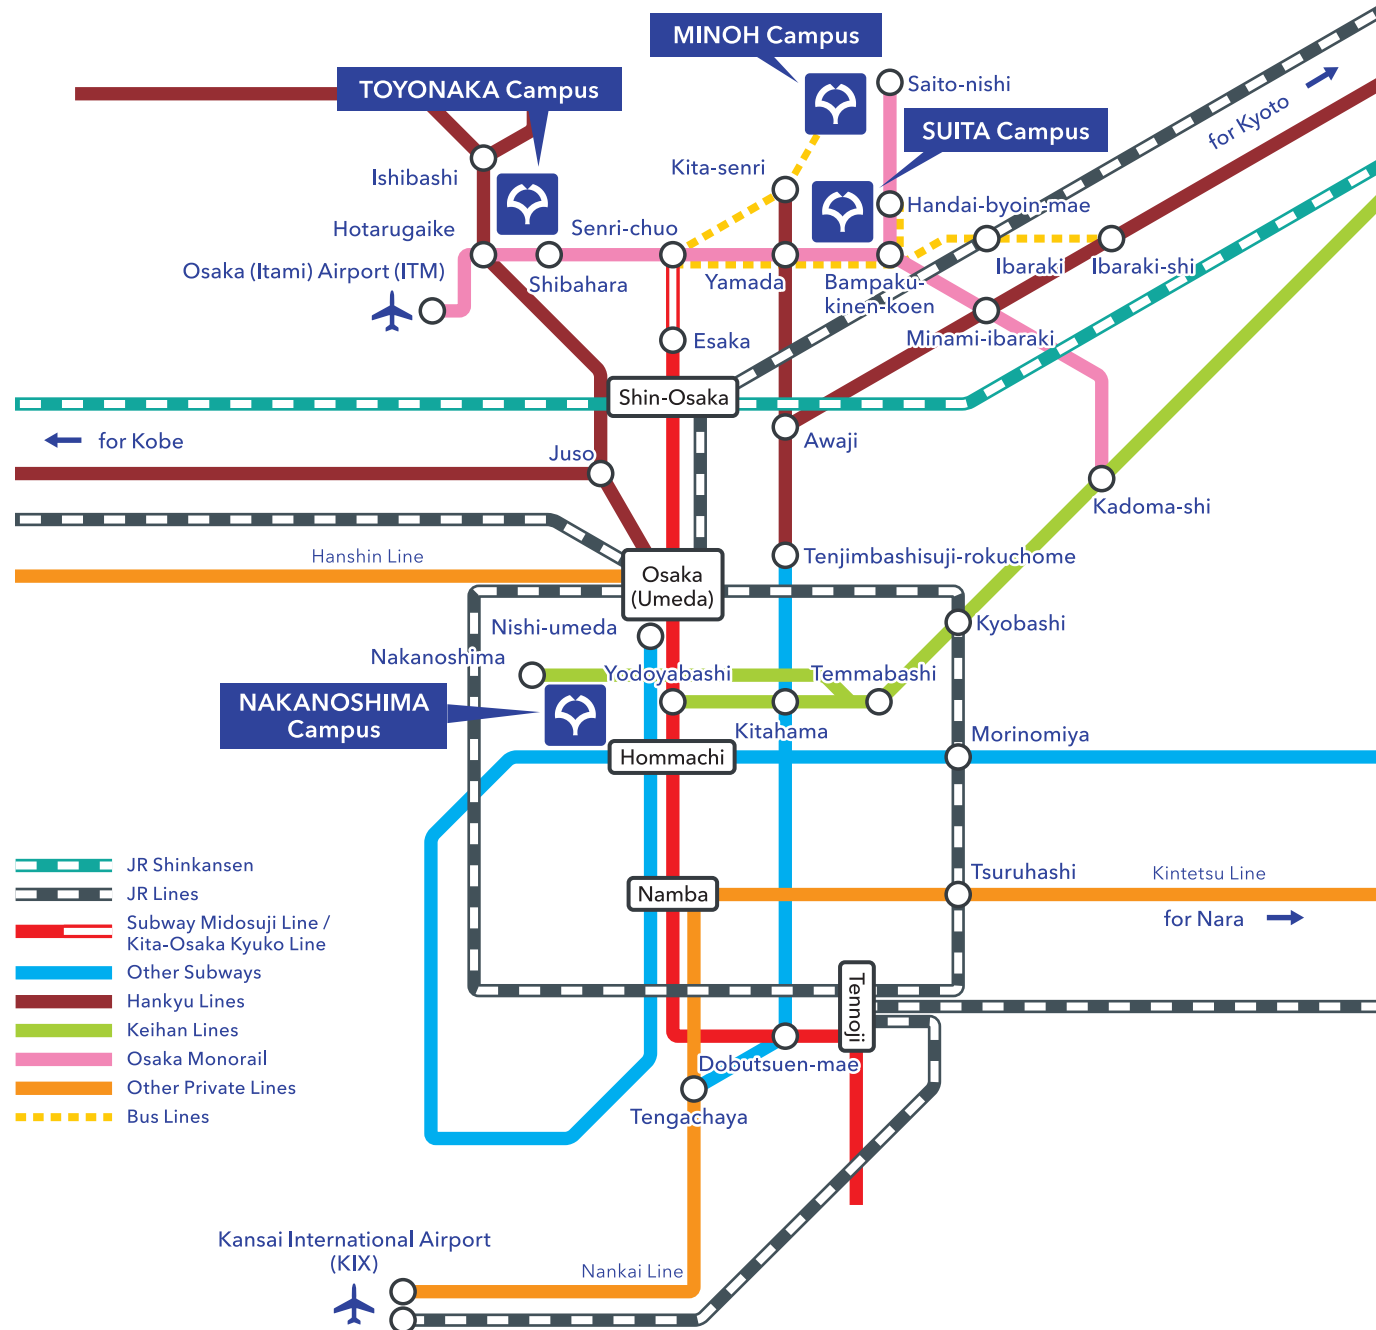 MINOH Campus
TOYONAKA Campus
Saito-nishi
SUITA Campus
for Kyoto
Kita-senri
Ishibashi
Handai-byoin-mae
Hotarugaike
Senri-chuo
Osaka (Itami) Airport (ITM)
Shibahara
Yamada
Bampaku-
kinen-koen
Ibaraki
Ibaraki-shi
Esaka
Minami-ibaraki
Shin-Osaka
for Kobe
Awaji
Juso
Kadoma-shi
Hanshin Line
Tenjimbashisuji-rokuchome
Osaka
(Umeda)
Nishi-umeda
Kyobashi
Nakanoshima
Yodoyabashi
Temmabashi
NAKANOSHIMA
Campus
Kitahama
Morinomiya
Hommachi
JR Shinkansen
JR Lines
Subway Midosuji Line /
Kita-Osaka Kyuko Line
Other Subways
Hankyu Lines
Keihan Lines
Osaka Monorail
Other Private Lines
Bus Lines
Tsuruhashi
Kintetsu Line
Namba
for Nara
Tennoji
Dobutsuen-mae
Tengachaya
Kansai International Airport
(KIX)
Nankai Line